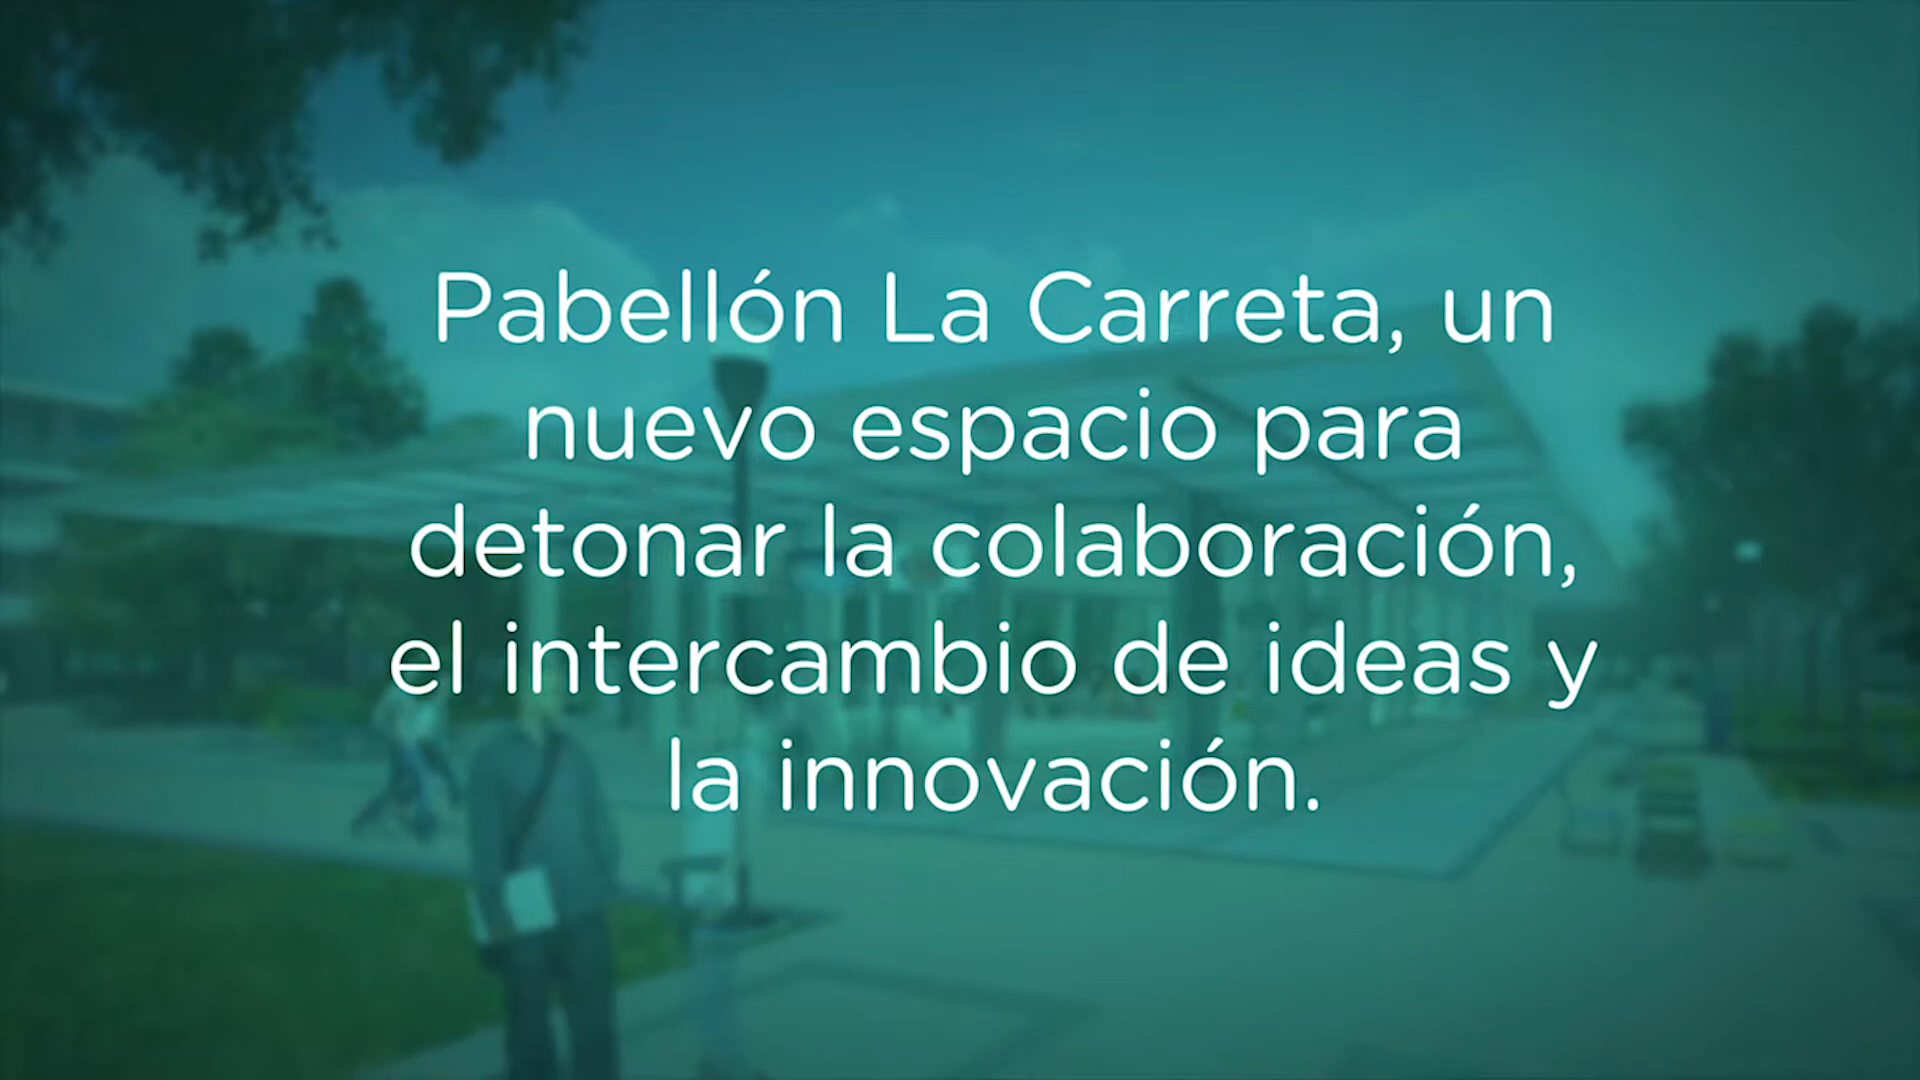 Pabellón La Carreta, un
nuevo espacio para
detonar la colaboración,
el intercambio de ideas y
la innovación.